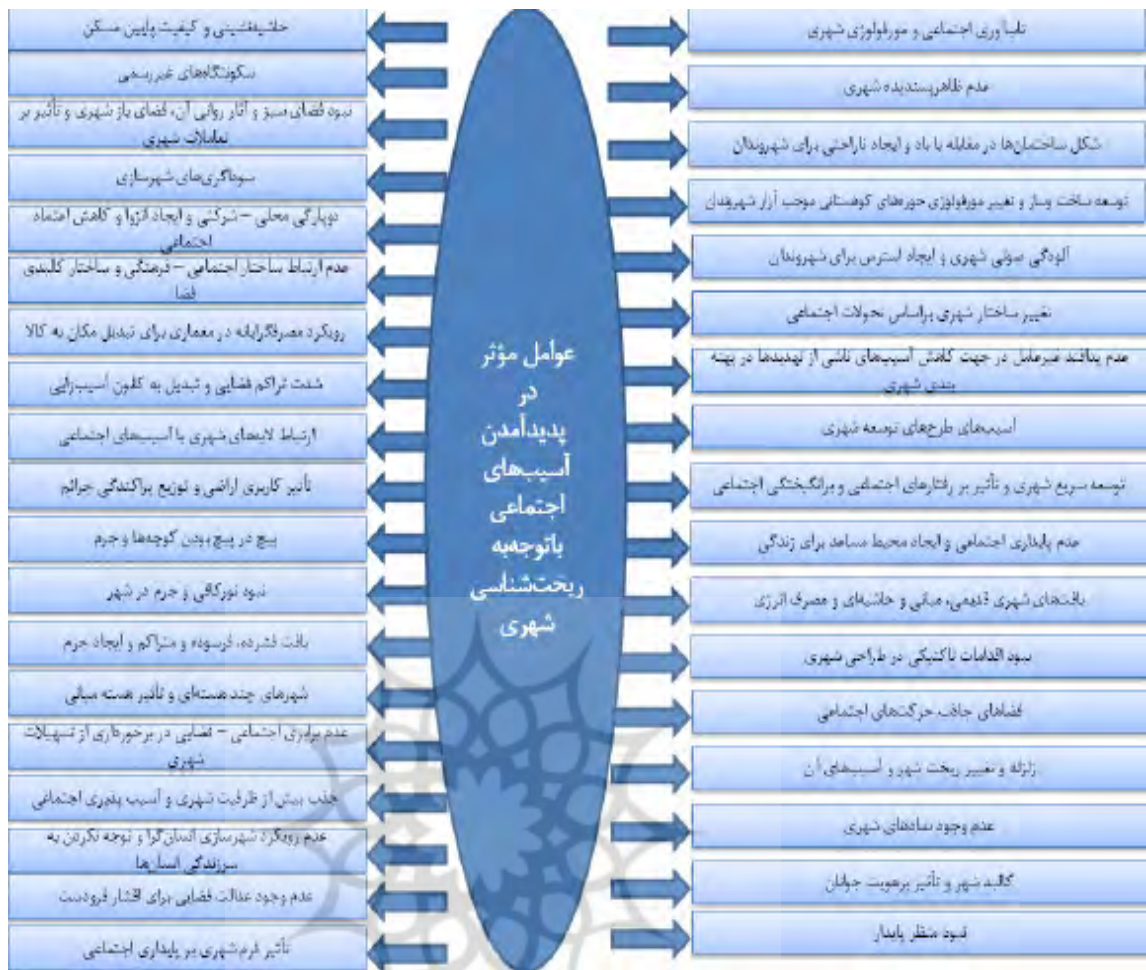 تاب‌آوری اجتماعی و مورفولوژی شهری
عدم ظاهرپسندیده شهری
شکل ساختمان‌ها در مقابله با باد و ایجاد ناراحتی برای شهروندان
توسعه ساخت وساز و تغییر مورفولوژی حوزه‌های کوهستانی موجب آزار شهروندان
آلودگی صوتی شهری و ایجاد استرس برای شهروندان
تغییر ساختار شهری براساس تحولات اجتماعی
عدم پدافند غیرعامل در جهت کاهش آسیب‌های ناشی از تهدیدها در پهنه
بندی شهری
آسیب‌های طرح‌های توسعه شهری
توسعه سریع شهری و تأثیر بر رفتارهای اجتماعی و برانگیختگی اجتماعی
عدم پایداری اجتماعی و ایجاد محیط مساعد برای زندگی
بافت‌های شهری قدیمی، میانی و حاشیه‌ای و مصرف انرژی
نبود اقدامات تاکتیکی در طراحی شهری
فضاهای جاذب حرکت‌های اجتماعی
زلزله و تغییر ریخت شهر و آسیب‌های آن
عدم وجود نمادهای شهری
کالبد شهر و تأثیر برهویت جوانان
نبود منظر پایدار
عوامل مؤثر
در
پدیدآمدن
آسیب‌های
اجتماعی
باتوجه‌به
ریخت‌شناسی
شهری
حاشیه‌نشینی و کیفیت پایین مسکن
سکونتگاه‌های غیررسمی
نبود فضای سبز و آثار روانی آن، فضای باز شهری و تأثیر بر
تعاملات شهری
سوداگری‌های شهرسازی
دوپارگی محلی – شرکتی و ایجاد انزوا و کاهش اعتماد
اجتماعی
عدم ارتباط ساختار اجتماعی – فرهنگی و ساختار کالبدی
فضا
رویکرد مصرفگرایانه در معماری برای تبدیل مکان به کالا
شدت تراکم فضایی و تبدیل به کانون آسیب‌زایی
ارتباط لایه‌های شهری با آسیب‌های اجتماعی
تأثیر کاربری اراضی و توزیع پراکندگی جرائم
پیچ در پیچ بودن کوچه‌ها و جرم
نبود نورکافی و جرم در شهر
بافت فشرده، فرسوده و متراکم و ایجاد جرم
شهرهای چند هسته‌ای و تأثیر هسته میانی
عدم برابری اجتماعی – فضایی در برخورداری از تسهیلات
شهری
جذب بیش از ظرفیت شهری و آسیب پذیری اجتماعی
عدم رویکرد شهرسازی انسان‌گرا و توجه نکردن به
سرزندگی انسان‌ها
عدم وجود عدالت فضایی برای اقشار فرودست
تأثیر فرم شهری بر پایداری اجتماعی